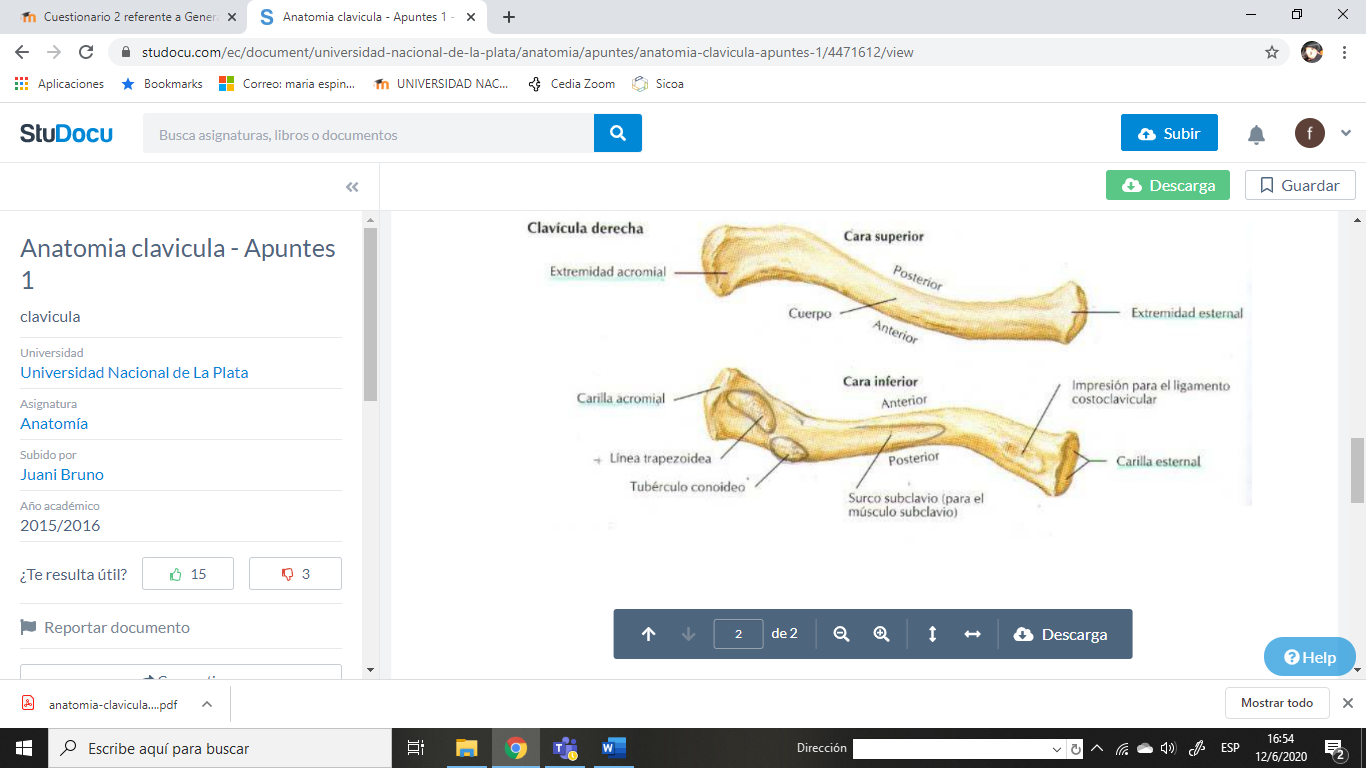 Cuestionario 2 referente a Genera
Anatomia clavicula - Apuntes 1 -
studocu.com/ec/document/universidad-nacional-de-la-plata/anatomia/apuntes/anatomia-clavicula-apuntes-1/4471612/view
Aplicaciones
Bookmarks
Correo: maria espin...
UNIVERSIDAD NAC...
Cedia Zoom
Sicoa
StuDocu
Busca asignaturas, libros o documentos
Subir
f
Descarga
Guardar
Anatomia clavicula - Apuntes
1
clavicula
Universidad
Universidad Nacional de La Plata
Asignatura
Anatomía
Subido por
Juani Bruno
Año académico
2015/2016
¿Te resulta útil?
15
3
Reportar documento
Clavícula derecha
Cara superior
Extremidad acromial
Posterior
Cuerpo
Anterior
Extremidad esternal
Cara inferior
Carilla acromial
Anterior
Impresión para el ligamento
costoclavicular
Línea trapezoidea
Posterior
Carilla esternal
Tubérculo conoideo
Surco subclavio (para el
músculo subclavio)
2
de 2
Descarga
Help
anatomia-clavicula....pdf
Mostrar todo
Escribe aquí para buscar
Dirección
ESP
16:54
12/6/2020
2